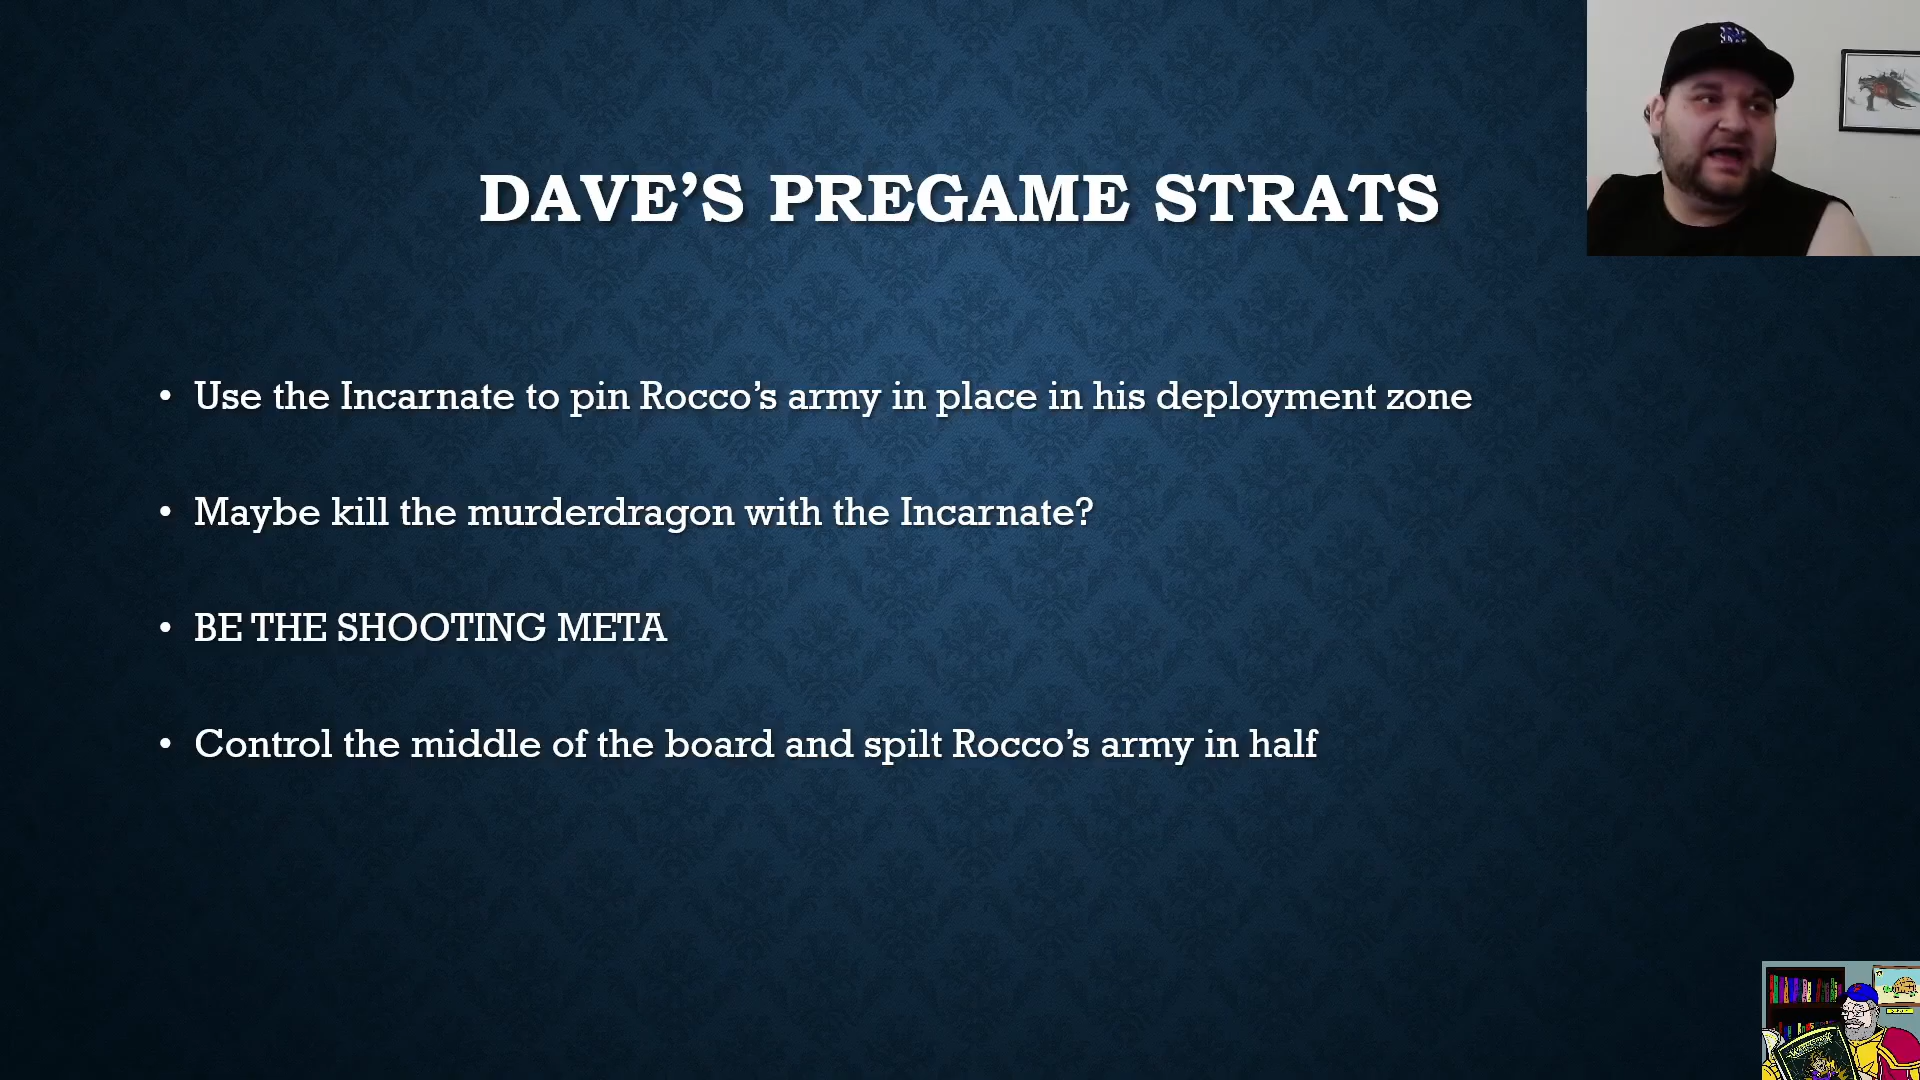 DAVE’S PREGAME STRATS
• Use the Incarnate to pin Rocco’s army in place in his deployment zone
• Maybe kill the murderdragon with the Incarnate?
• BE THE SHOOTING META
• Control the middle of the board and spilt Rocco’s army in half